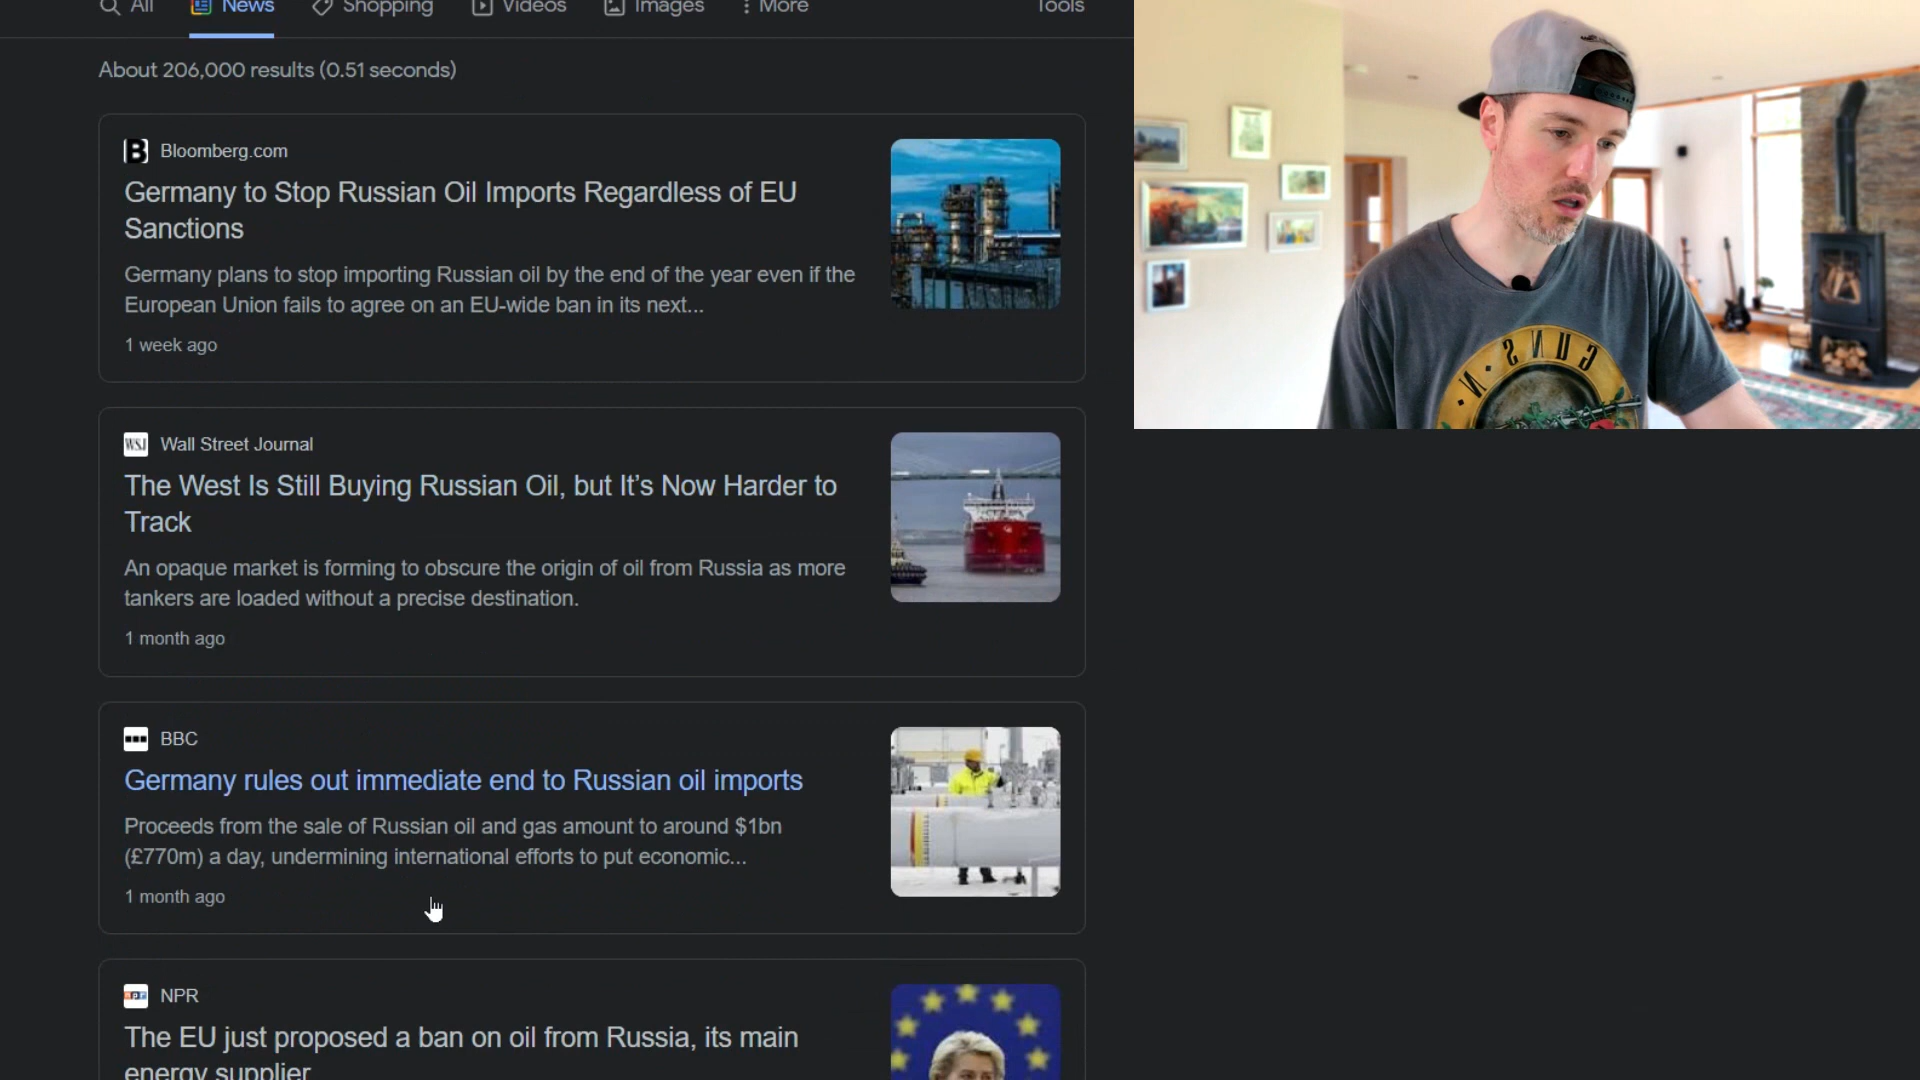 All News Shopping Videos Images More Tools
About 206,000 results (0.51 seconds)
Bloomberg.com
Germany to Stop Russian Oil Imports Regardless of EU
Sanctions
Germany plans to stop importing Russian oil by the end of the year even if the
European Union fails to agree on an EU-wide ban in its next...
1 week ago
WSJ Wall Street Journal
The West Is Still Buying Russian Oil, but It's Now Harder to
Track
An opaque market is forming to obscure the origin of oil from Russia as more
tankers are loaded without a precise destination.
1 month ago
BBC
Germany rules out immediate end to Russian oil imports
Proceeds from the sale of Russian oil and gas amount to around $1bn
(£770m) a day, undermining international efforts to put economic...
1 month ago
npr NPR
The EU just proposed a ban on oil from Russia, its main
energy supplier
GUNS N'